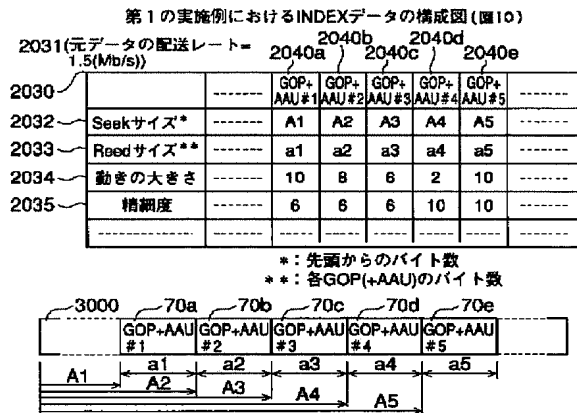 第1の実施例におけるINDEXデータの構成図(図10)
2031(元データの配送レート=
1.5(Mb/s))
2040a 2040b 2040c 2040d 2040e
2030
GOP+AAU#1 GOP+AAU#2 GOP+AAU#3 GOP+AAU#4 GOP+AAU#5
2032 Seekサイズ* A1 A2 A3 A4 A5
2033 Reedサイズ** a1 a2 a3 a4 a5
2034 動きの大きさ 10 8 6 2 10
2035 精細度 6 6 6 10 10
*:先頭からのバイト数
**:各GOP(+AAU)のバイト数
3000 70a 70b 70c 70d 70e
GOP+AAU #1 GOP+AAU #2 GOP+AAU #3 GOP+AAU #4 GOP+AAU #5
a1 a2 a3 a4 a5
A1 A2 A3 A4 A5